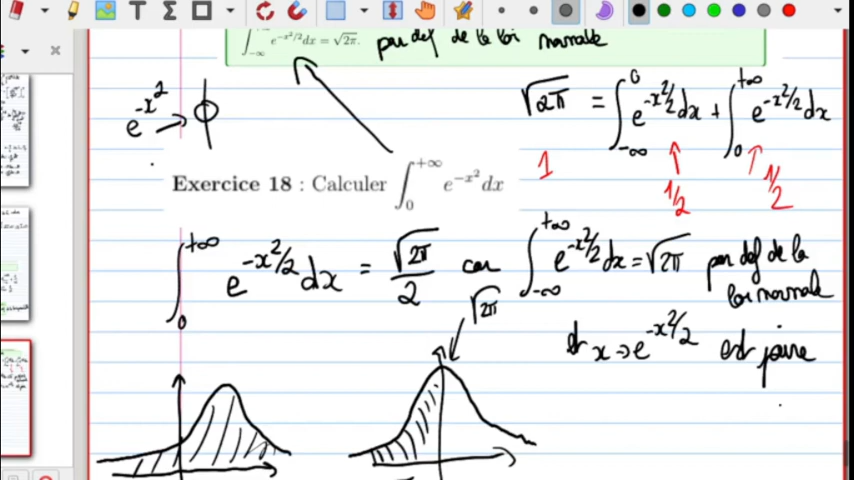 ∫_{-∞}^{+∞} e^{-x²/2}dx = √2π. par def de la loi normale
e^{-x²} → ϕ
√2π = ∫_{-∞}^{0} e^{-x²/2} dx + ∫_{0}^{+∞} e^{-x²/2} dx
1 1/2 1/2
Exercice 18 : Calculer ∫_{0}^{+∞} e^{-x²} dx
∫_{0}^{+∞} e^{-x²/2} dx = √2π/2 car ∫_{-∞}^{+∞} e^{-x²/2} dx = √2π par def de la
loi normale
√2π
et x → e^{-x²/2} est paire